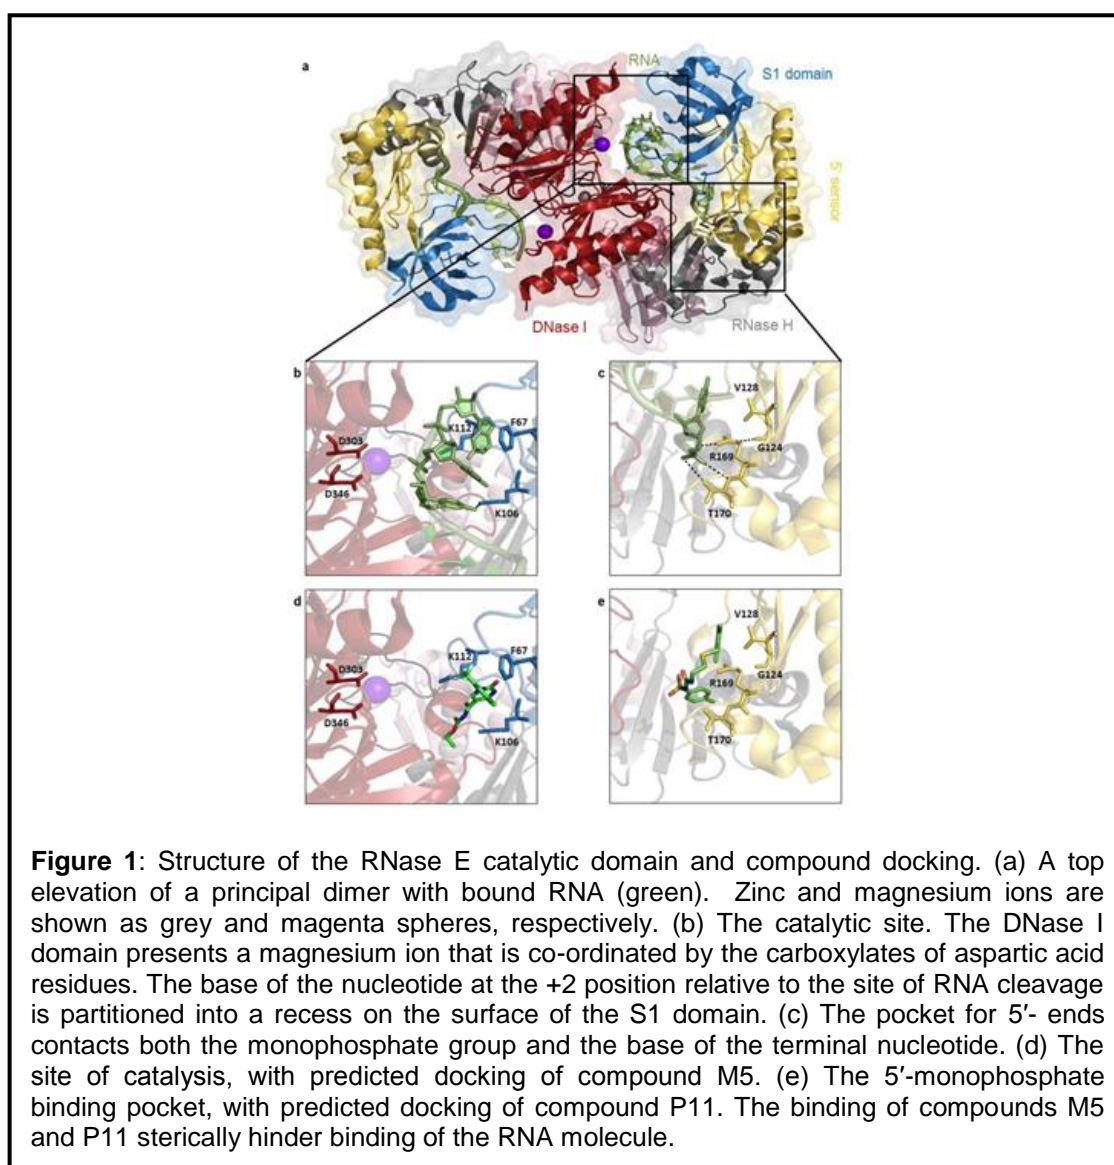 a
RNA
S1 domain
5' sensor
DNase I
RNase H
b
D303
D346
K112
F67
K106
c
V128
R169
G124
T170
d
D303
D346
K112
F67
K106
e
V128
R169
G124
T170
Figure 1: Structure of the RNase E catalytic domain and compound docking. (a) A top
elevation of a principal dimer with bound RNA (green). Zinc and magnesium ions are
shown as grey and magenta spheres, respectively. (b) The catalytic site. The DNase I
domain presents a magnesium ion that is co-ordinated by the carboxylates of aspartic acid
residues. The base of the nucleotide at the +2 position relative to the site of RNA cleavage
is partitioned into a recess on the surface of the S1 domain. (c) The pocket for 5′- ends
contacts both the monophosphate group and the base of the terminal nucleotide. (d) The
site of catalysis, with predicted docking of compound M5. (e) The 5′-monophosphate
binding pocket, with predicted docking of compound P11. The binding of compounds M5
and P11 sterically hinder binding of the RNA molecule.